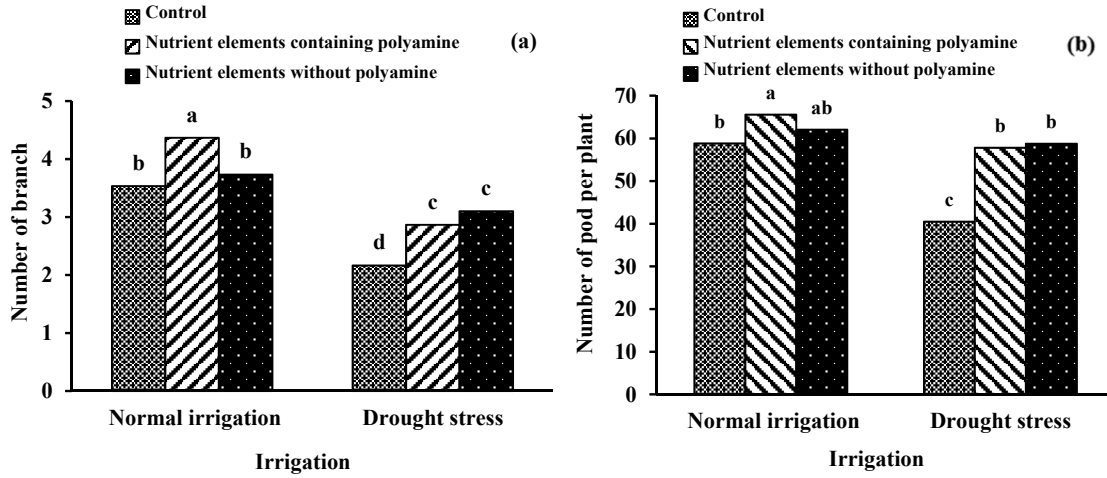 Control
Nutrient elements containing polyamine
Nutrient elements without polyamine
(a)
Number of branch
5
4
3
2
1
0
b
a
b
d
c
c
Normal irrigation
Drought stress
Irrigation
Control
Nutrient elements containing polyamine
Nutrient elements without polyamine
(b)
Number of pod per plant
70
60
50
40
30
20
10
0
b
a
ab
c
b
b
Normal irrigation
Drought stress
Irrigation